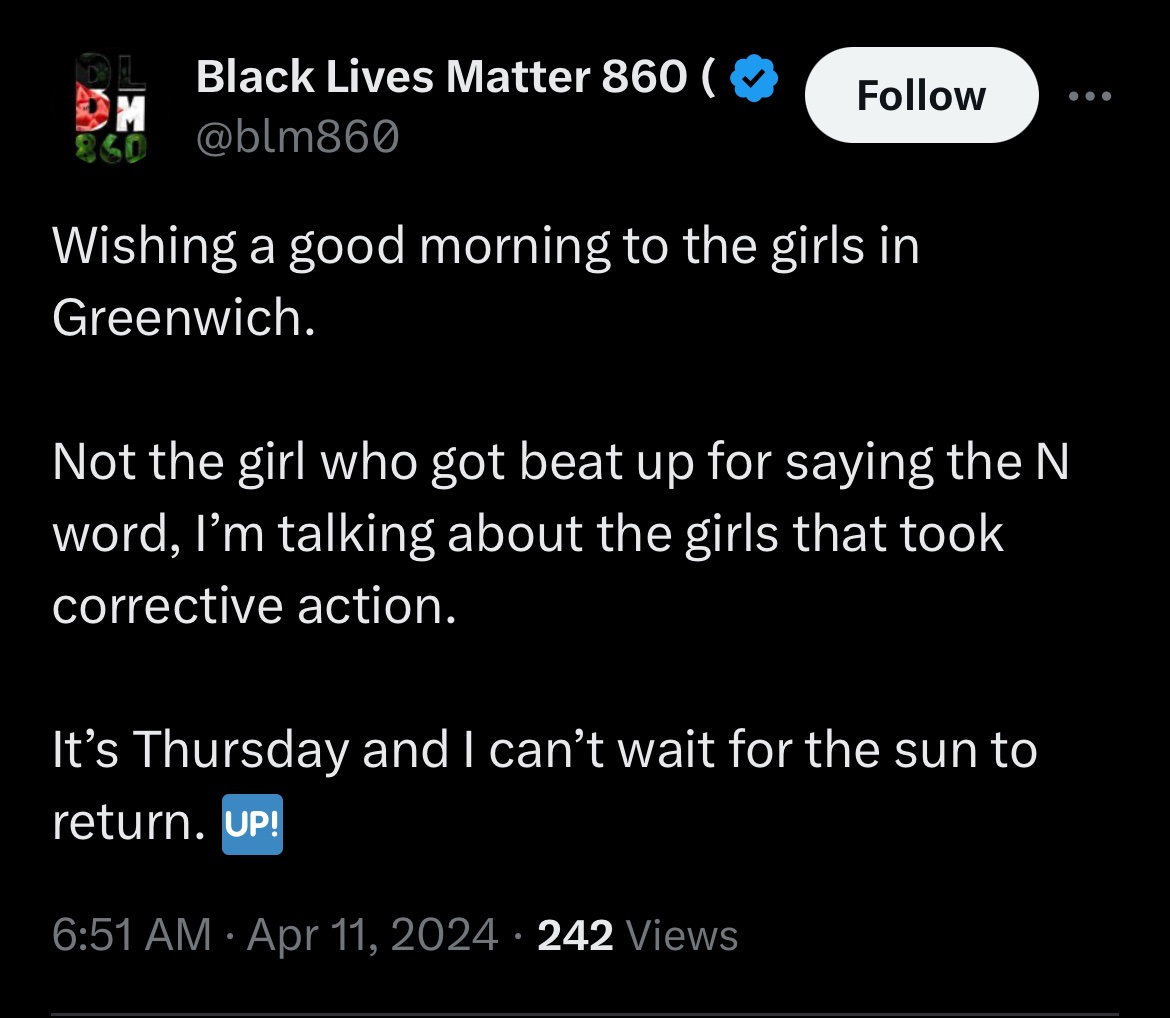 Black Lives Matter 860 (
Follow
@blm860
BL
BM
860
Wishing a good morning to the girls in
Greenwich.
Not the girl who got beat up for saying the N
word, I’m talking about the girls that took
corrective action.
It’s Thursday and I can’t wait for the sun to
return. UP!
6:51 AM · Apr 11, 2024 · 242 Views